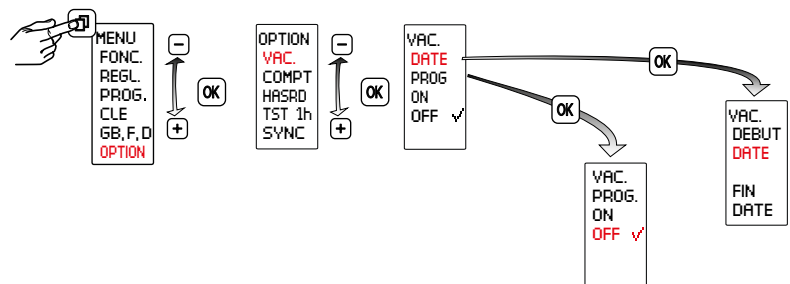 MENU
FONC.
REGL.
PROG.
CLE
GB,F,D
OPTION
OK
OPTION
VAC.
COMPT
HASRD
TST 1h
SYNC
OK
VAC.
DATE
PROG
ON
OFF ✓
OK
OK
VAC.
PROG.
ON
OFF ✓
VAC.
DEBUT
DATE
FIN
DATE